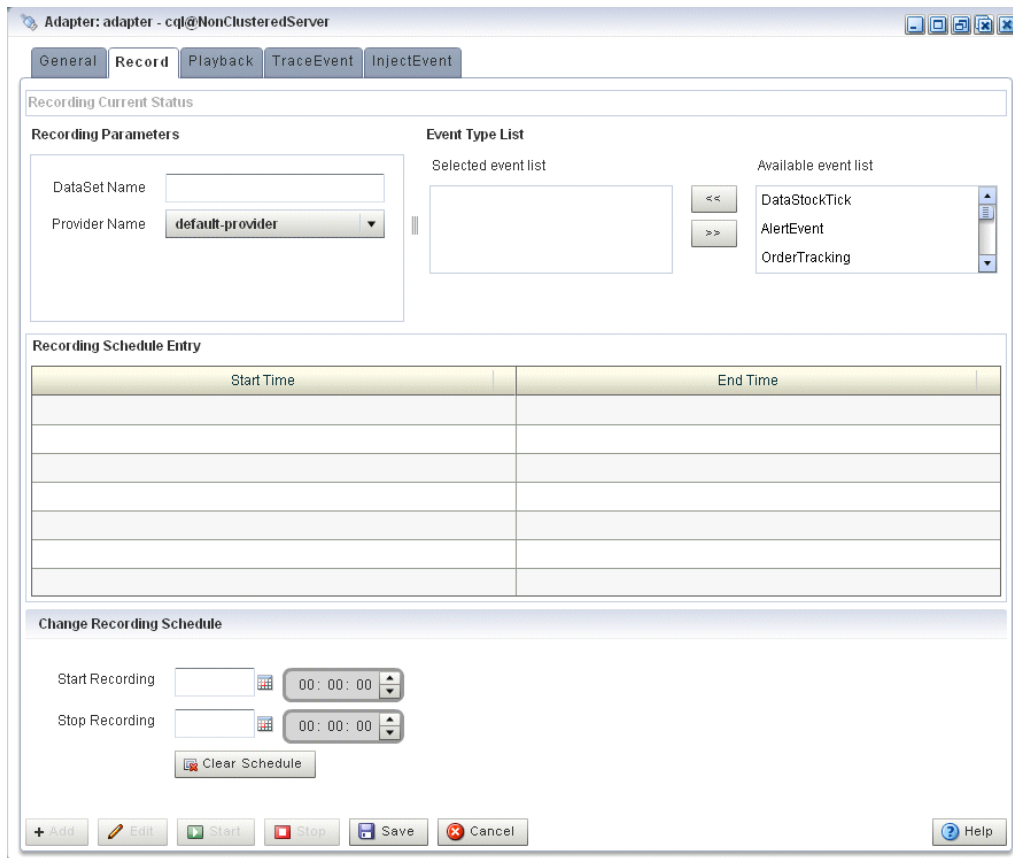 Adapter: adapter - cql@NonClusteredServer
General
Record
Playback
TraceEvent
InjectEvent
Recording Current Status
Recording Parameters
Event Type List
DataSet Name
Provider Name
default-provider
Selected event list
<<
>>
Available event list
DataStockTick
AlertEvent
OrderTracking
Recording Schedule Entry
Start Time
End Time
Change Recording Schedule
Start Recording
00: 00: 00
Stop Recording
00: 00: 00
Clear Schedule
+ Add
Edit
Start
Stop
Save
Cancel
? Help